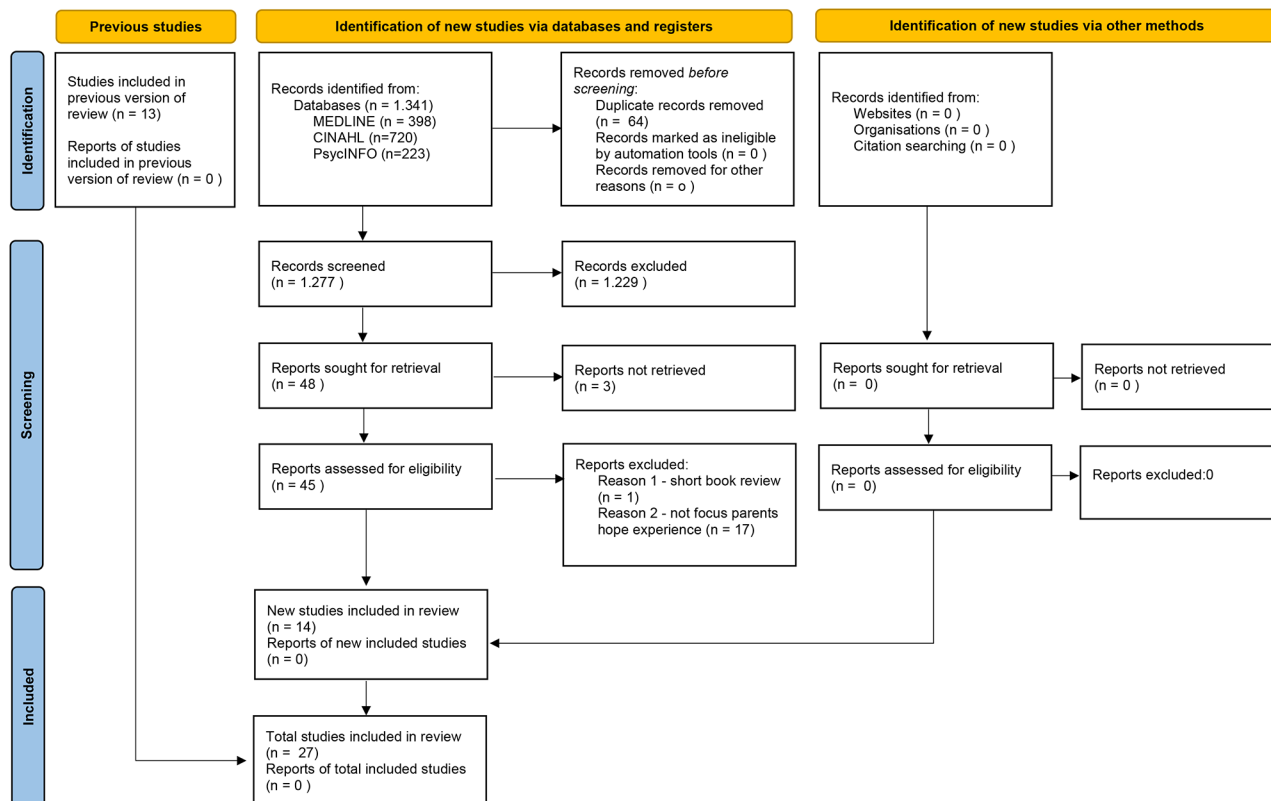 Previous studies
Identification of new studies via databases and registers
Identification of new studies via other methods
Identification
Studies included in
previous version of
review (n = 13)
Reports of studies
included in previous
version of review (n = 0 )
Records identified from:
Databases (n = 1.341)
MEDLINE (n = 398)
CINAHL (n=720)
PsycINFO (n=223)
Records removed before
screening:
Duplicate records removed
(n =  64)
Records marked as ineligible
by automation tools (n = 0 )
Records removed for other
reasons (n = o )
Records identified from:
Websites (n = 0 )
Organisations (n = 0 )
Citation searching (n = 0 )
Screening
Records screened
(n = 1.277 )
Records excluded
(n = 1.229 )
Reports sought for retrieval
(n = 48 )
Reports not retrieved
(n = 3)
Reports sought for retrieval
(n =  0)
Reports not retrieved
(n = 0 )
Reports assessed for eligibility
(n = 45 )
Reports excluded:
Reason 1 - short book review
(n = 1)
Reason 2 - not focus parents
hope experience (n = 17)
Reports assessed for eligibility
(n =  0)
Reports excluded:0
Included
New studies included in review
(n = 14)
Reports of new included studies
(n = 0)
Total studies included in review
(n =  27)
Reports of total included studies
(n = 0 )